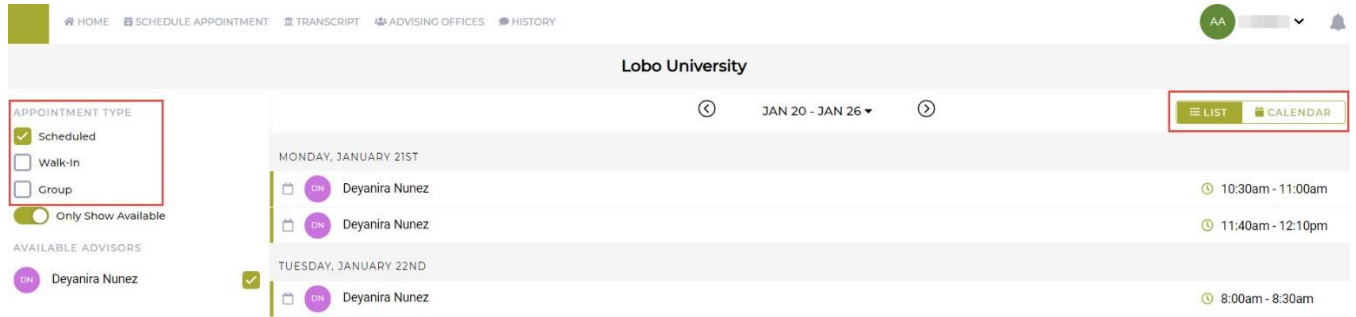 HOME SCHEDULE APPOINTMENT TRANSCRIPT ADVISING OFFICES HISTORY AA
Lobo University
APPOINTMENT TYPE
Scheduled
Walk-In
Group
Only Show Available
AVAILABLE ADVISORS
DN Deyanira Nunez
JAN 20 - JAN 26
LIST CALENDAR
MONDAY, JANUARY 21ST
DN Deyanira Nunez 10:30am - 11:00am
DN Deyanira Nunez 11:40am - 12:10pm
TUESDAY, JANUARY 22ND
DN Deyanira Nunez 8:00am - 8:30am